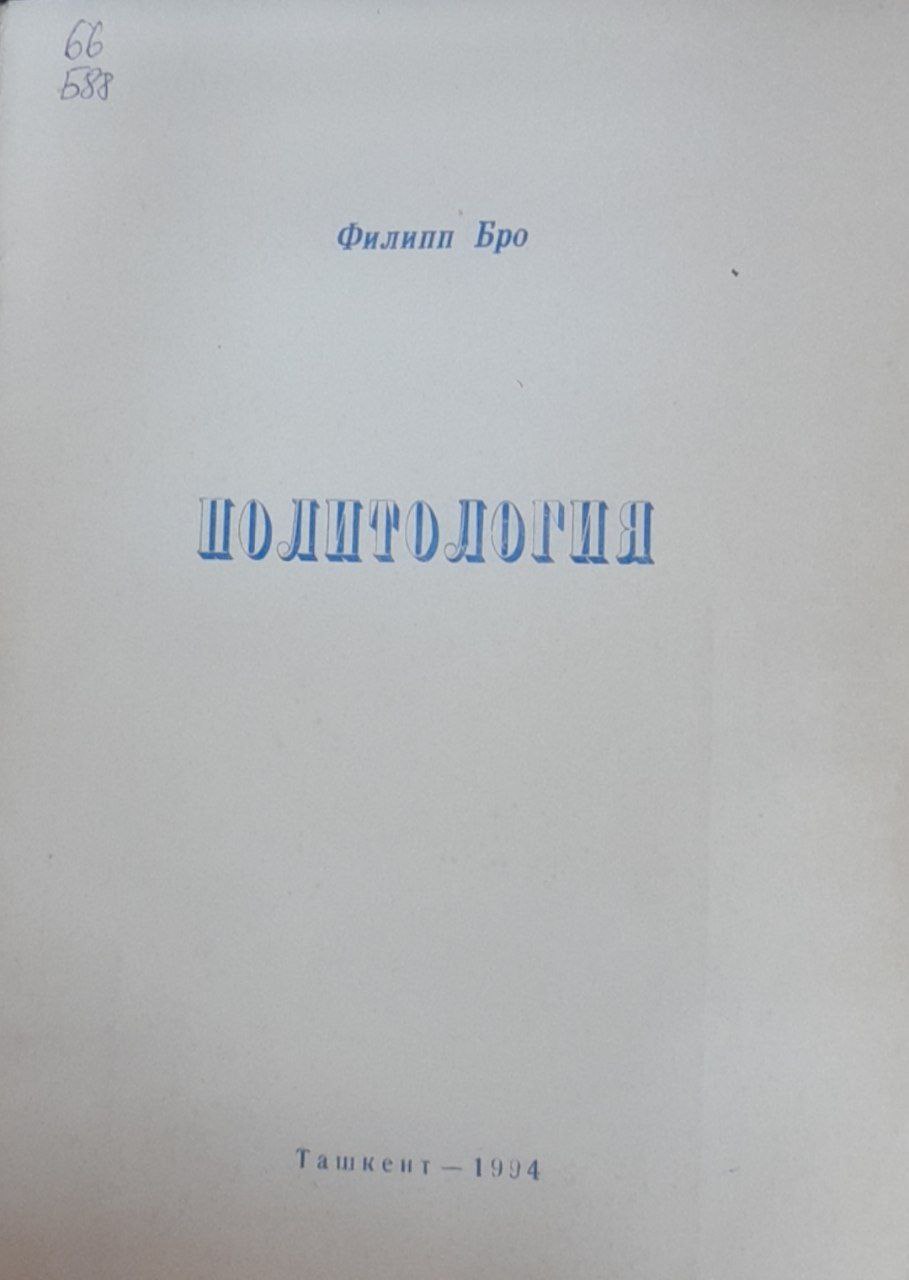 66
Б88
Филипп Бро
ПОЛИТОЛОГИЯ
Ташкент — 1994